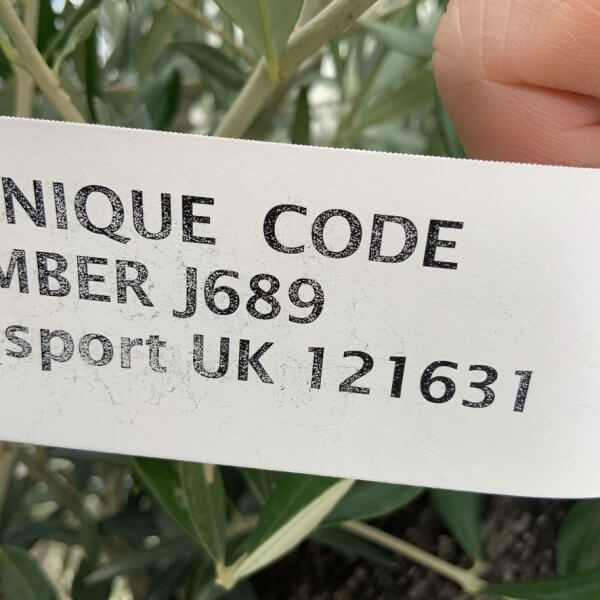 NIQUE CODE
MBER J689
sport UK 121631